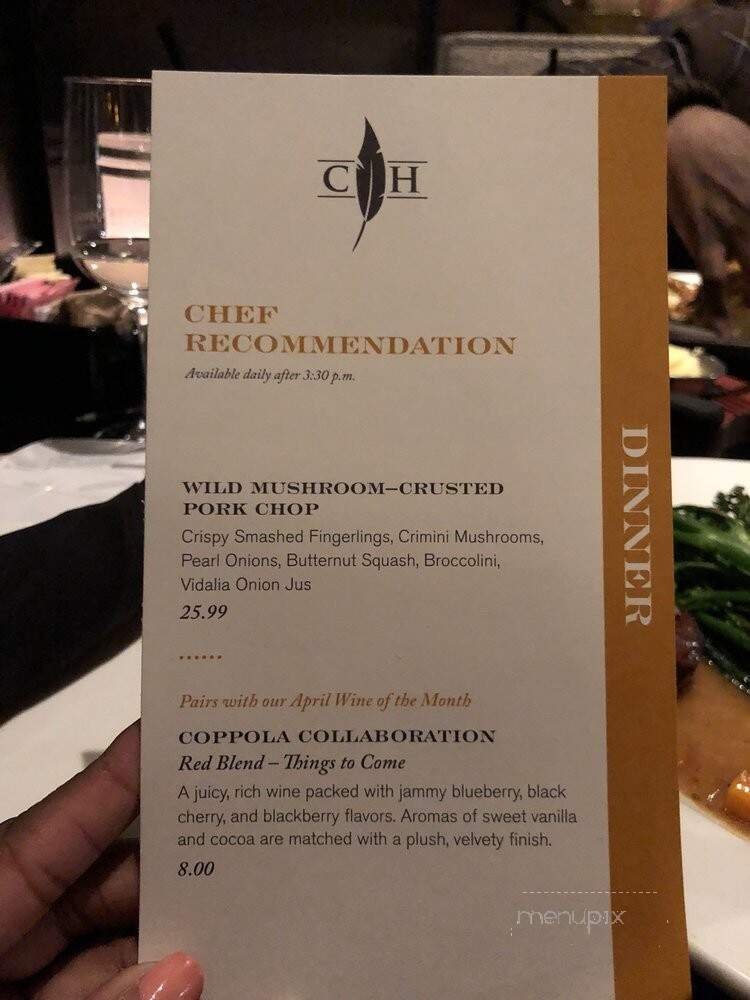 C H
CHEF
RECOMMENDATION
Available daily after 3:30 p.m.
WILD MUSHROOM–CRUSTED
PORK CHOP
Crispy Smashed Fingerlings, Crimini Mushrooms,
Pearl Onions, Butternut Squash, Broccolini,
Vidalia Onion Jus
25.99
Pairs with our April Wine of the Month
COPPOLA COLLABORATION
Red Blend – Things to Come
A juicy, rich wine packed with jammy blueberry, black
cherry, and blackberry flavors. Aromas of sweet vanilla
and cocoa are matched with a plush, velvety finish.
8.00
DINNER
menupix